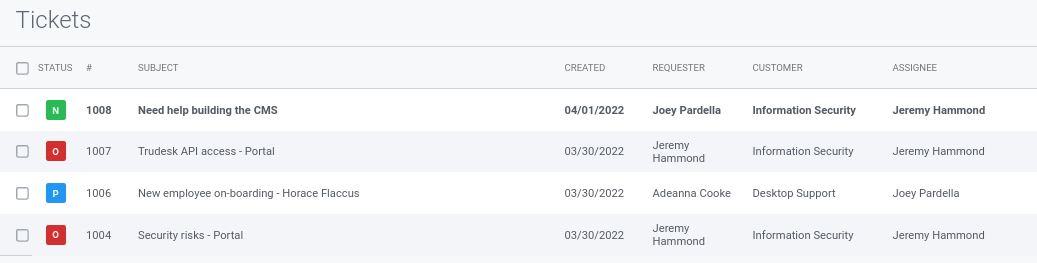 Tickets
STATUS # SUBJECT CREATED REQUESTER CUSTOMER ASSIGNEE
N 1008 Need help building the CMS 04/01/2022 Joey Pardella Information Security Jeremy Hammond
O 1007 Trudesk API access - Portal 03/30/2022 Jeremy Hammond Information Security Jeremy Hammond
P 1006 New employee on-boarding - Horace Flaccus 03/30/2022 Adeanna Cooke Desktop Support Joey Pardella
O 1004 Security risks - Portal 03/30/2022 Jeremy Hammond Information Security Jeremy Hammond